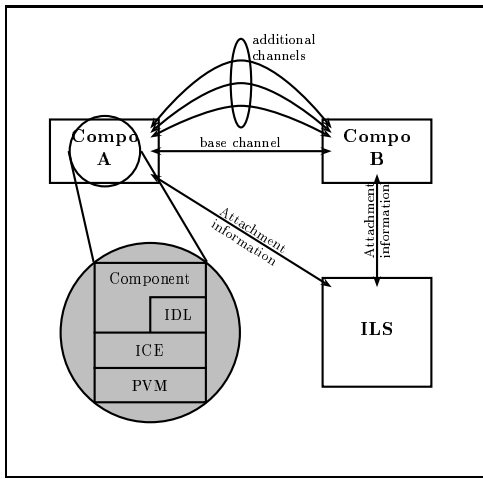 additional
channels
Compo
A
base channel
Compo
B
Attachment
information
Attachment
information
Component
IDL
ICE
PVM
ILS